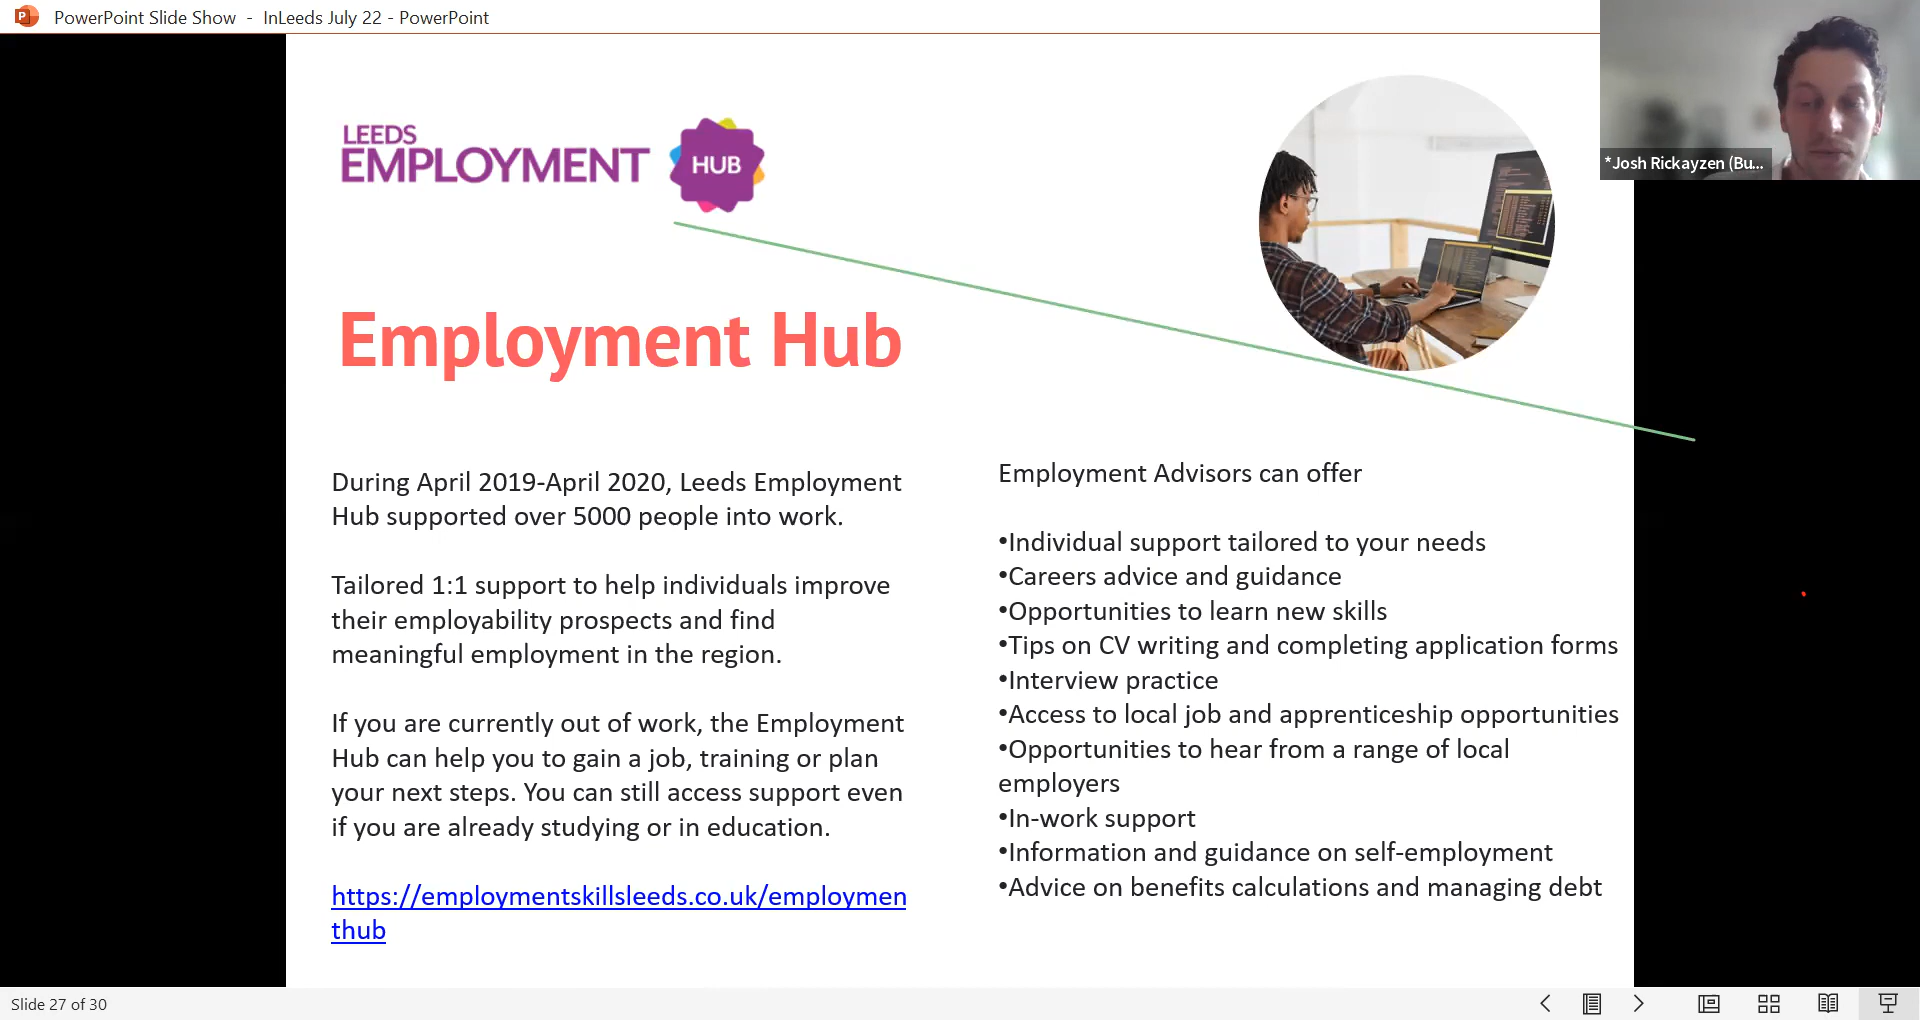 PowerPoint Slide Show - InLeeds July 22 - PowerPoint
*Josh Rickayzen (Bu...
LEEDS
EMPLOYMENT
HUB
Employment Hub
During April 2019-April 2020, Leeds Employment
Hub supported over 5000 people into work.
Tailored 1:1 support to help individuals improve
their employability prospects and find
meaningful employment in the region.
If you are currently out of work, the Employment
Hub can help you to gain a job, training or plan
your next steps. You can still access support even
if you are already studying or in education.
https://employmentskillsleeds.co.uk/employmen
thub
Employment Advisors can offer
•Individual support tailored to your needs
•Careers advice and guidance
•Opportunities to learn new skills
•Tips on CV writing and completing application forms
•Interview practice
•Access to local job and apprenticeship opportunities
•Opportunities to hear from a range of local
employers
•In-work support
•Information and guidance on self-employment
•Advice on benefits calculations and managing debt
Slide 27 of 30